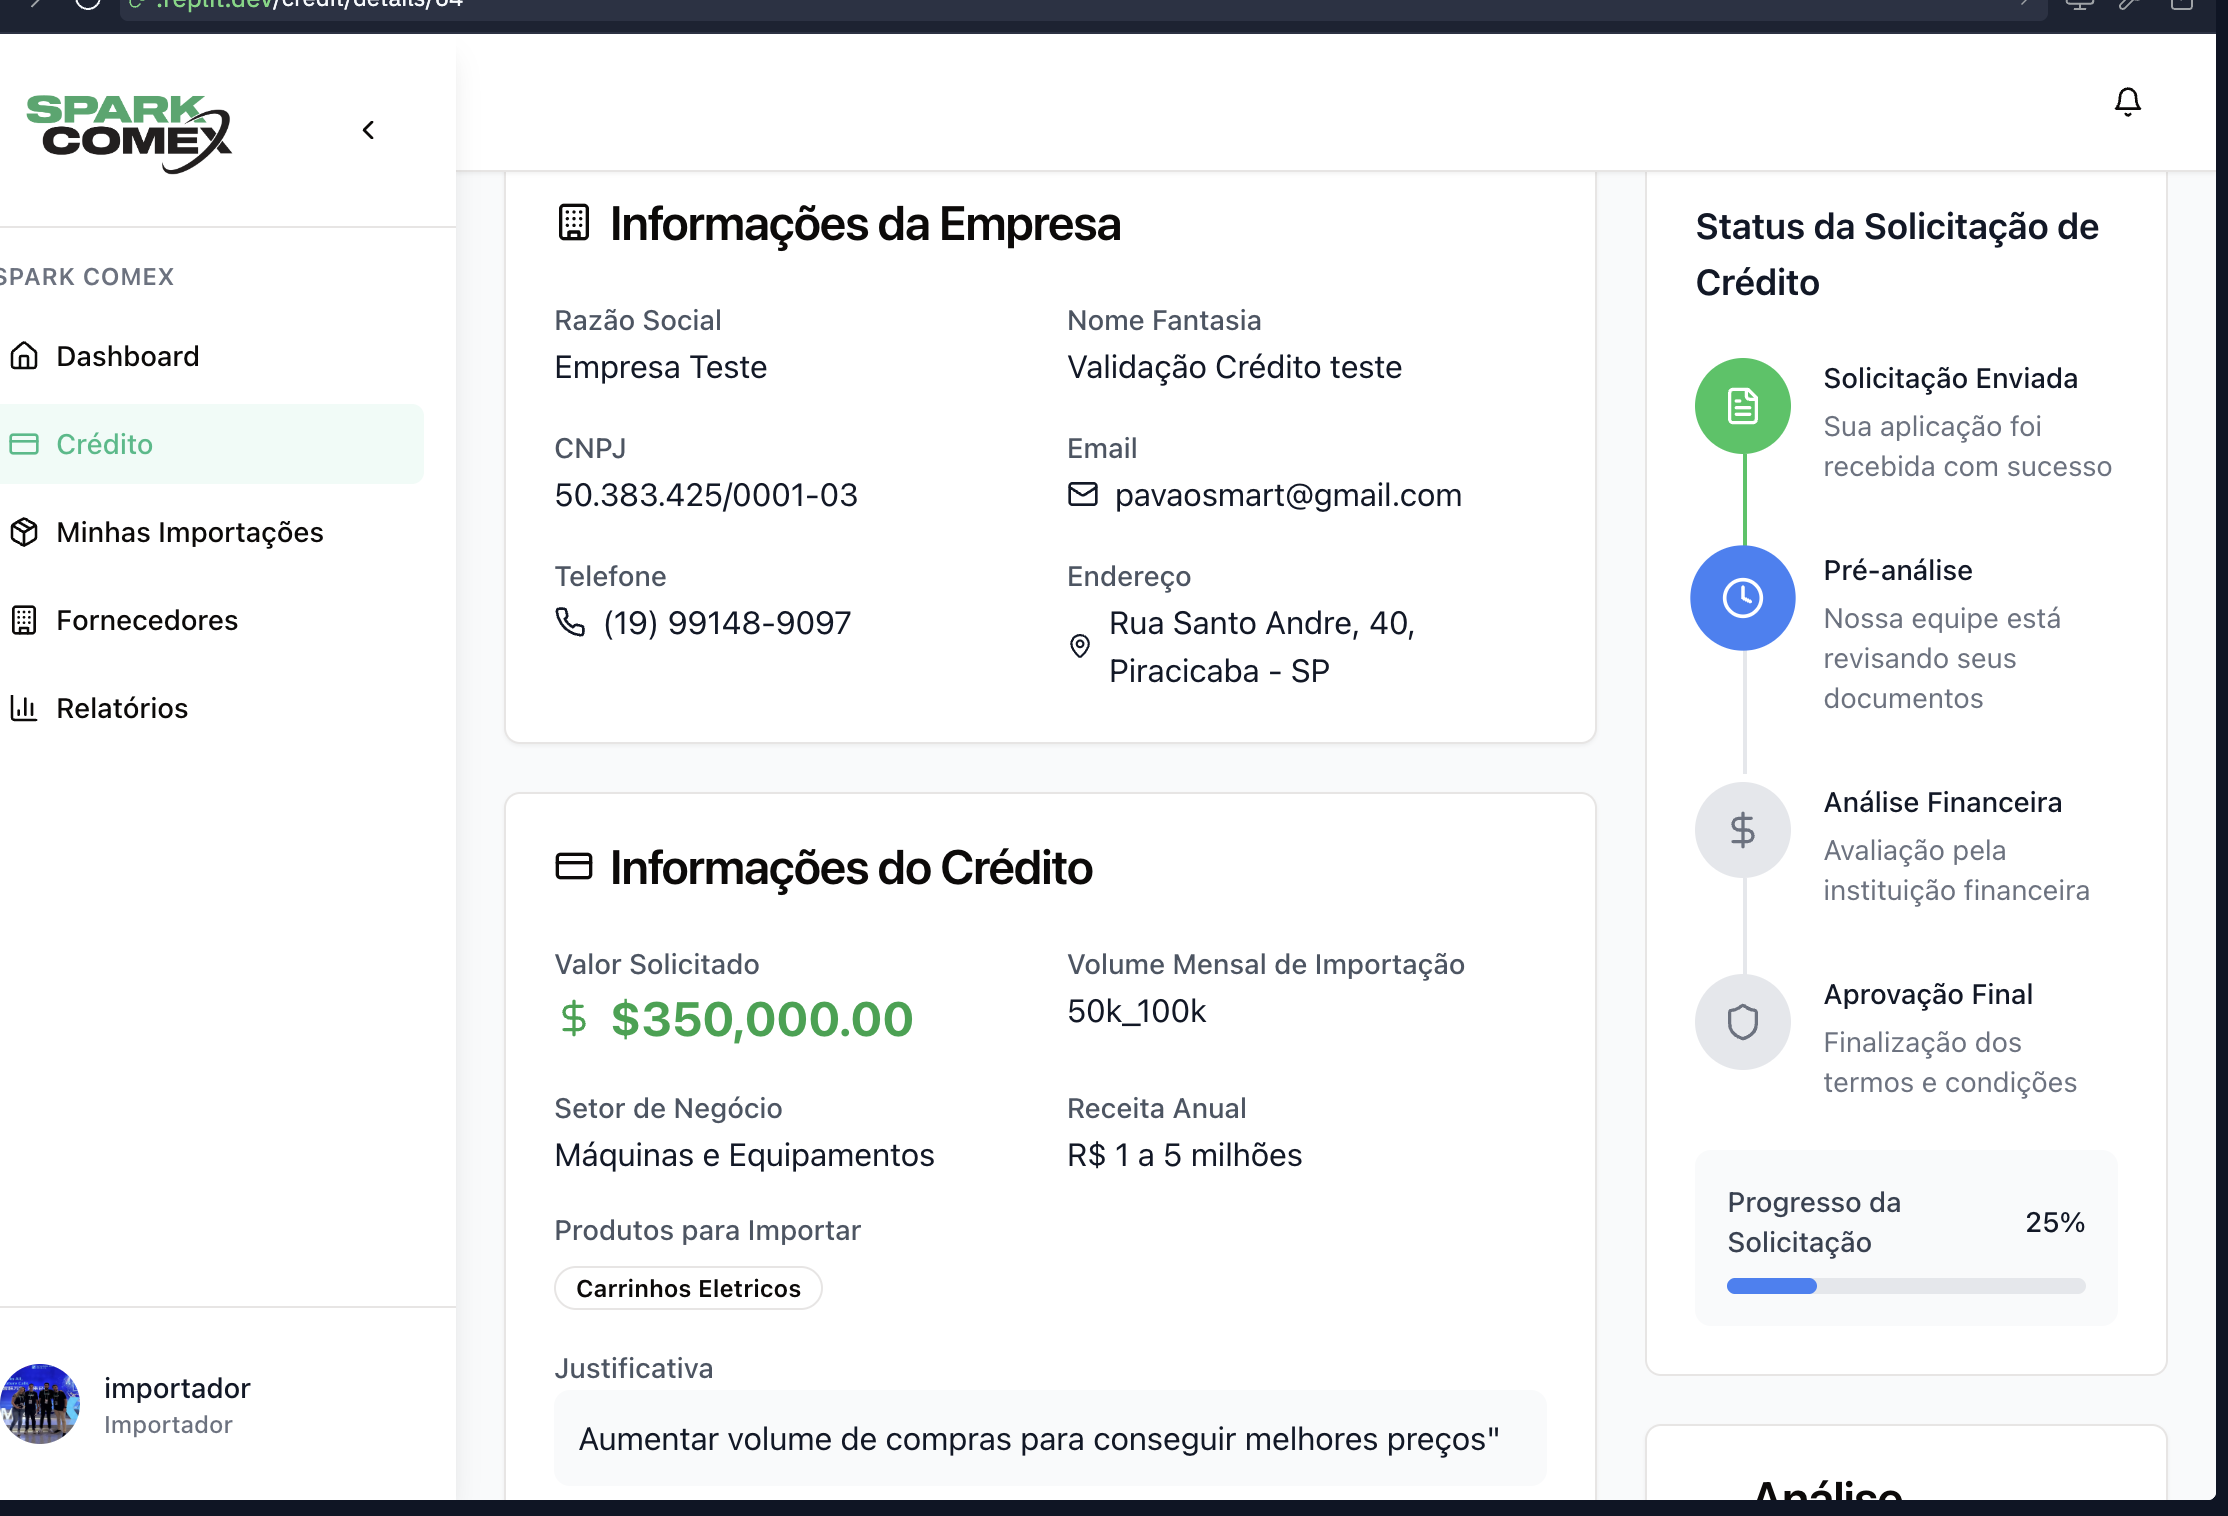 .replit.dev/credit/details/64
SPARK
COMEX
SPARK COMEX
Dashboard
Crédito
Minhas Importações
Fornecedores
Relatórios
importador
Importador
Informações da Empresa
Razão Social
Empresa Teste
Nome Fantasia
Validação Crédito teste
CNPJ
50.383.425/0001-03
Email
pavaosmart@gmail.com
Telefone
(19) 99148-9097
Endereço
Rua Santo Andre, 40,
Piracicaba - SP
Informações do Crédito
Valor Solicitado
$ $350,000.00
Volume Mensal de Importação
50k_100k
Setor de Negócio
Máquinas e Equipamentos
Receita Anual
R$ 1 a 5 milhões
Produtos para Importar
Carrinhos Eletricos
Justificativa
Aumentar volume de compras para conseguir melhores preços"
Status da Solicitação de
Crédito
Solicitação Enviada
Sua aplicação foi
recebida com sucesso
Pré-análise
Nossa equipe está
revisando seus
documentos
$
Análise Financeira
Avaliação pela
instituição financeira
Aprovação Final
Finalização dos
termos e condições
Progresso da
Solicitação
25%
Análise